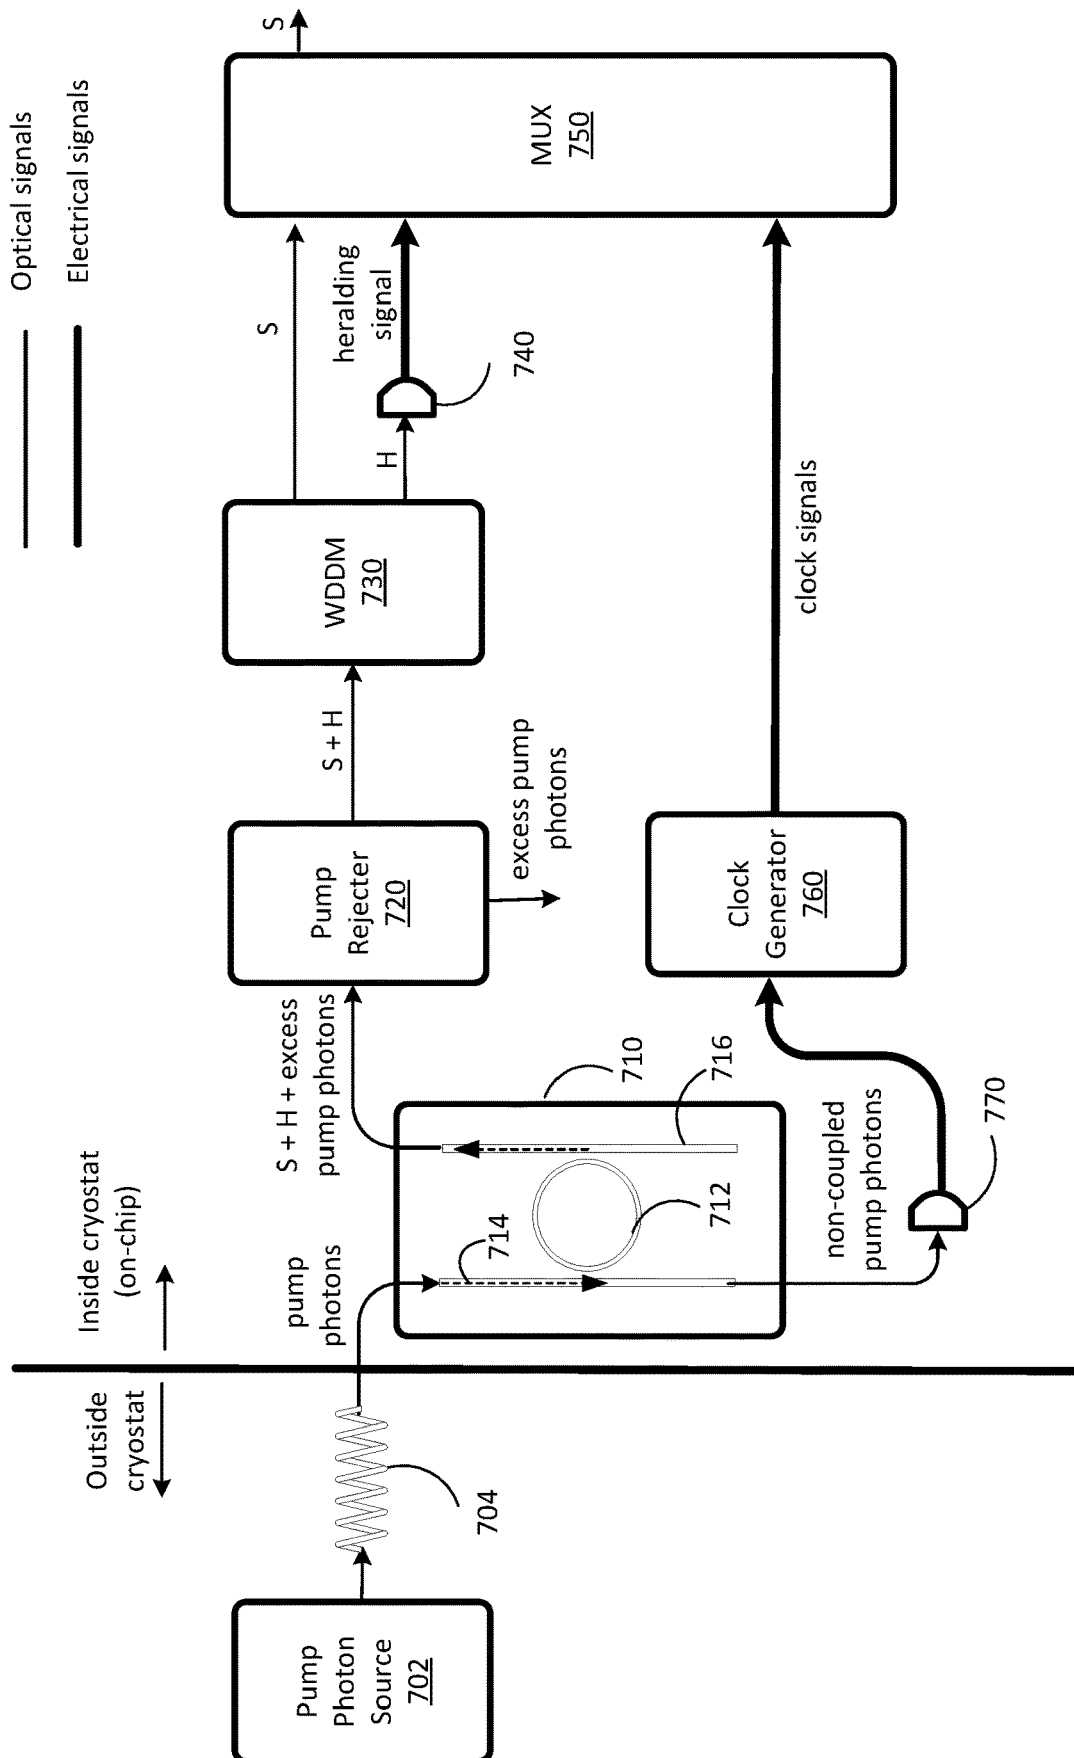 Optical signals
Electrical signals
Outside
cryostat
Inside cryostat
(on-chip)
Pump
Photon
Source
702
704
pump
photons
714
712
710
716
S + H + excess
pump photons
Pump
Rejecter
720
excess pump
photons
S + H
WDDM
730
S
H
740
heralding
signal
MUX
750
S
non-coupled
pump photons
770
Clock
Generator
760
clock signals